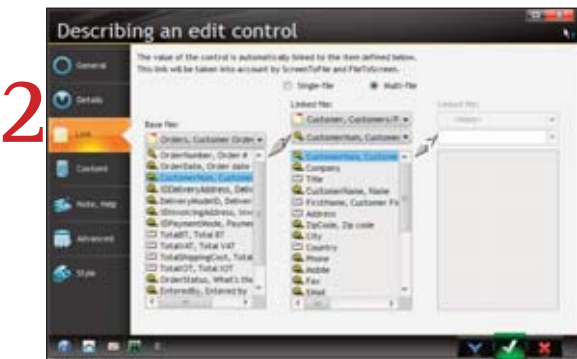 Describing an edit control
2
General
Details
Link
Content
Note, Help
Advanced
Style
The value of the control is automatically linked to the item defined below.
This link will be taken into account by ScreenToFile and FileToScreen.
Single-file
Multi-file
Base file:
Orders, Customer Order
OrderNumber, Order #
OrderDate, Order date
CustomerNum, Customer
IDDeliveryAddress, Deliv
DeliveryModeID, Deliver
IDInvoicingAddress, Invo
IDPaymentMode, Paymen
TotalBT, Total BT
TotalVAT, Total VAT
TotalShippingCost, Total
TotalIOT, Total IOT
OrderStatus, What's the
EnteredBy, Entered by
Linked file:
Customer, Customers/P
CustomerNum, Custome
CustomerNum, Custome
Company
Title
CustomerName, Name
FirstName, Customer Fi
Address
ZipCode, Zip code
City
Country
Phone
Mobile
Fax
Email
Linked file:
<None>